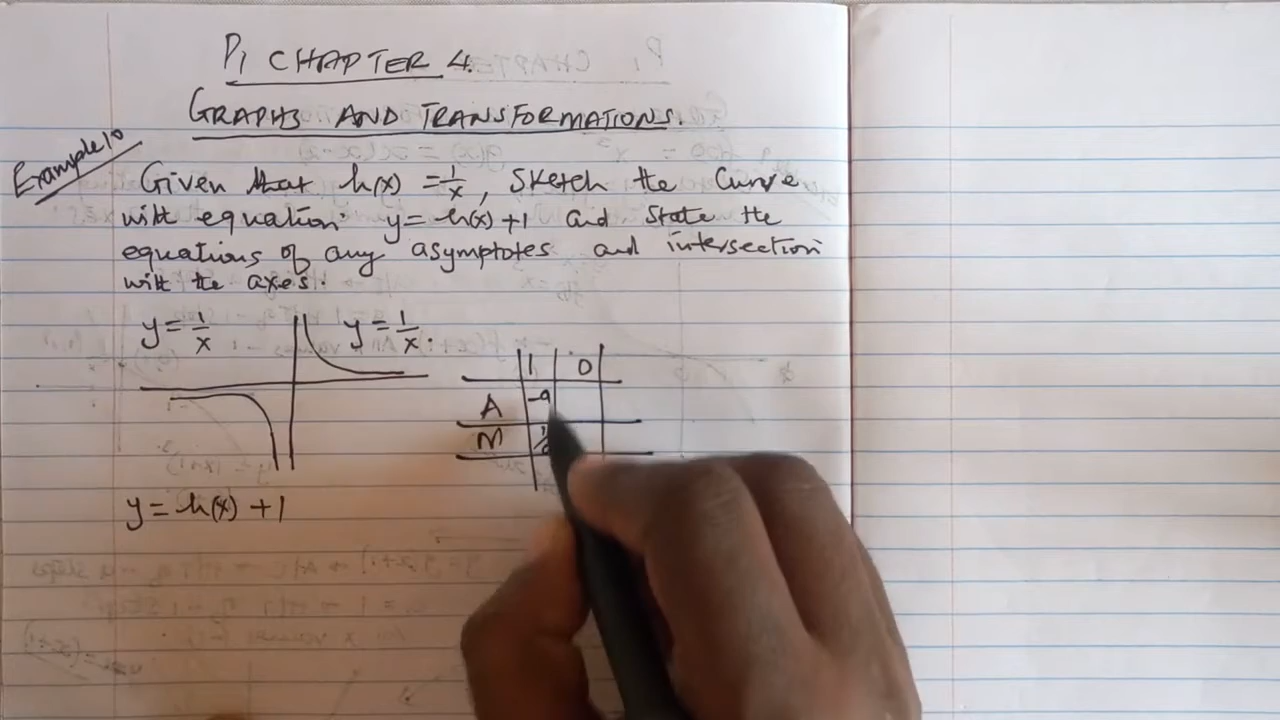 P1 CHAPTER 4.
GRAPHS AND TRANSFORMATIONS.
Example 10
Given that h(x) = 1/x, Sketch the Curve
with equation: y = h(x) + 1 and State the
equations of any asymptotes and intersection
with the axes.
y = 1/x
y = 1/x.
1 0
A -a
M
y = h(x) + 1